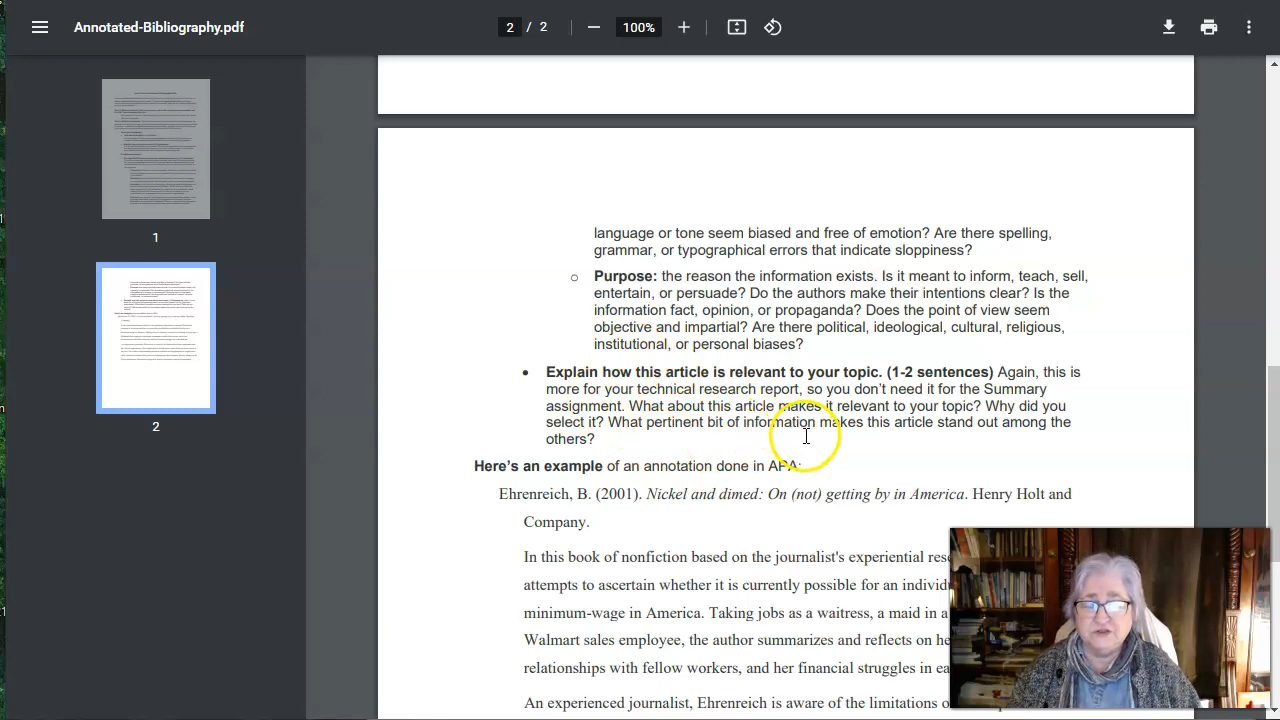 Annotated-Bibliography.pdf
2 / 2
100%
1
2
language or tone seem biased and free of emotion? Are there spelling,
grammar, or typographical errors that indicate sloppiness?
○ Purpose: the reason the information exists. Is it meant to inform, teach, sell,
entertain, or persuade? Do the authors make their intentions clear? Is the
information fact, opinion, or propaganda? Does the point of view seem
objective and impartial? Are there political, ideological, cultural, religious,
institutional, or personal biases?
• Explain how this article is relevant to your topic. (1-2 sentences) Again, this is
more for your technical research report, so you don't need it for the Summary
assignment. What about this article makes it relevant to your topic? Why did you
select it? What pertinent bit of information makes this article stand out among the
others?
Here's an example of an annotation done in APA:
Ehrenreich, B. (2001). Nickel and dimed: On (not) getting by in America. Henry Holt and
Company.
In this book of nonfiction based on the journalist's experiential
attempts to ascertain whether it is currently possible for an
minimum-wage in America. Taking jobs as a waitress, a maid in a
Walmart sales employee, the author summarizes and reflects on
relationships with fellow workers, and her financial struggles in
An experienced journalist, Ehrenreich is aware of the limitations